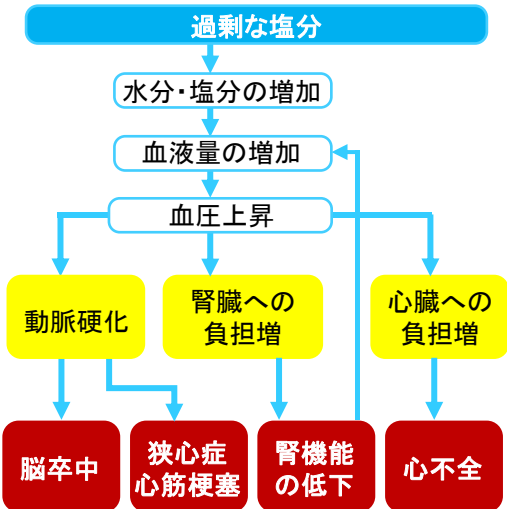 過剰な塩分
水分・塩分の増加
血液量の増加
血圧上昇
動脈硬化
腎臓への
負担増
心臓への
負担増
脳卒中
狭心症
心筋梗塞
腎機能
の低下
心不全